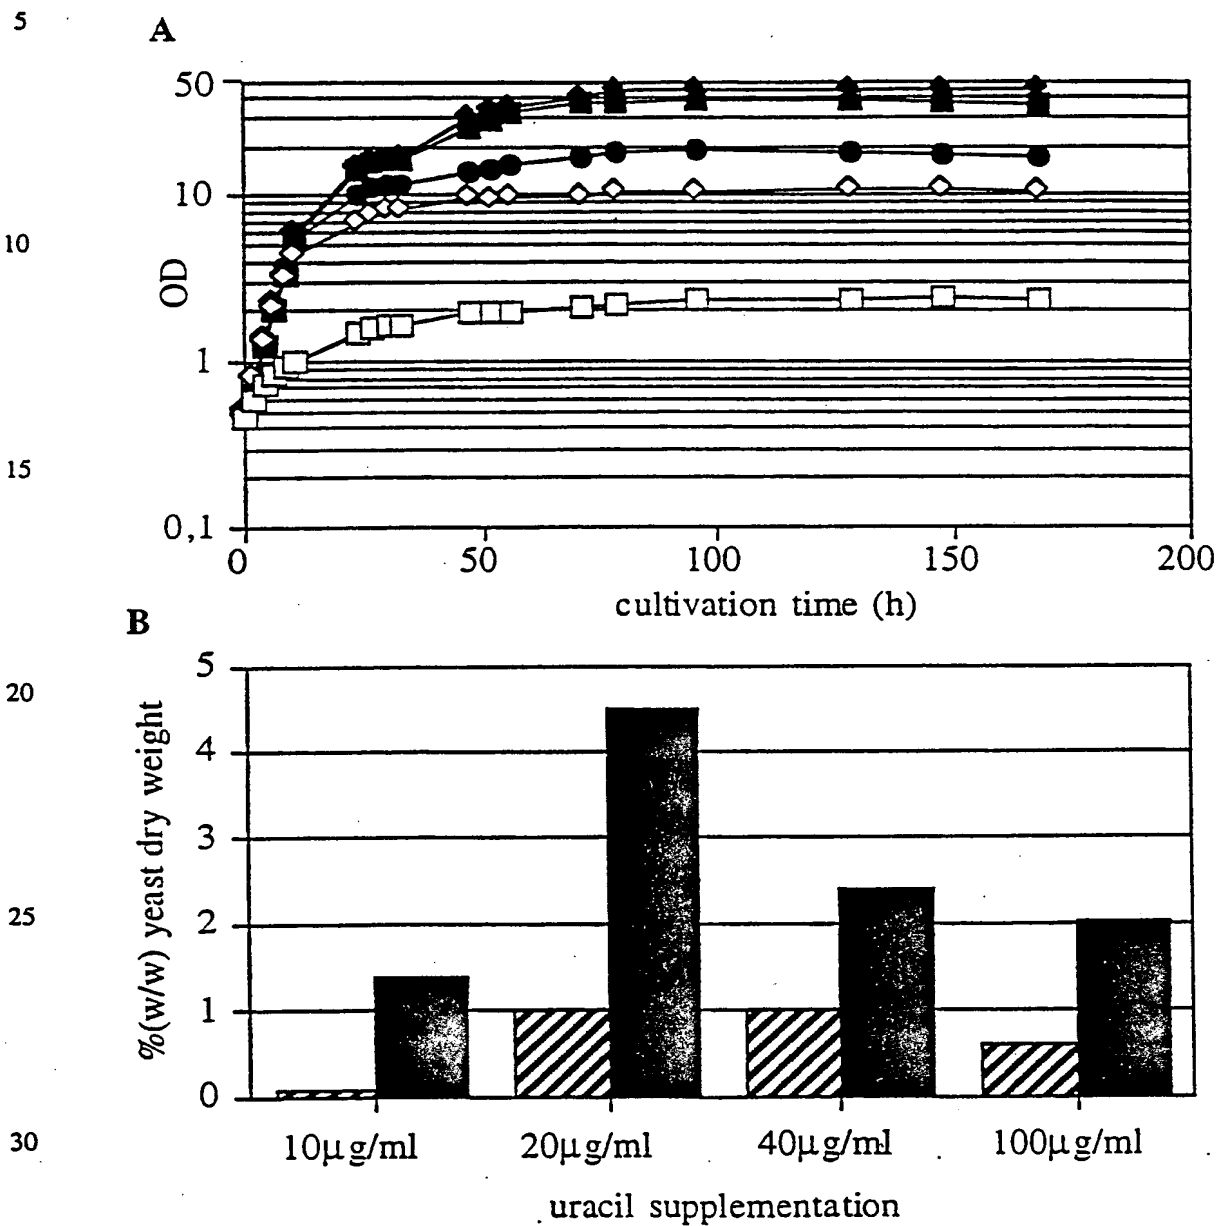 5
A
50
10
10
OD
1
15
0,1
0
50
100
150
200
cultivation time (h)
B
5
20
4
%(w/w) yeast dry weight
3
25
2
1
0
30
10µg/ml
20µg/ml
40µg/ml
100µg/ml
uracil supplementation